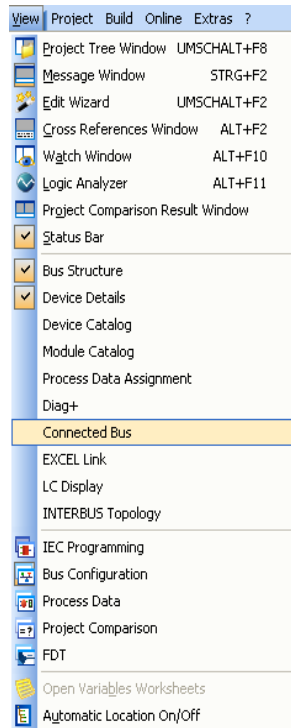 View Project Build Online Extras ?
Project Tree Window UMSCHALT+F8
Message Window STRG+F2
Edit Wizard UMSCHALT+F2
Cross References Window ALT+F2
Watch Window ALT+F10
Logic Analyzer ALT+F11
Project Comparison Result Window
Status Bar
Bus Structure
Device Details
Device Catalog
Module Catalog
Process Data Assignment
Diag+
Connected Bus
EXCEL Link
LC Display
INTERBUS Topology
IEC Programming
Bus Configuration
Process Data
Project Comparison
FDT
Open Variables Worksheets
Automatic Location On/Off